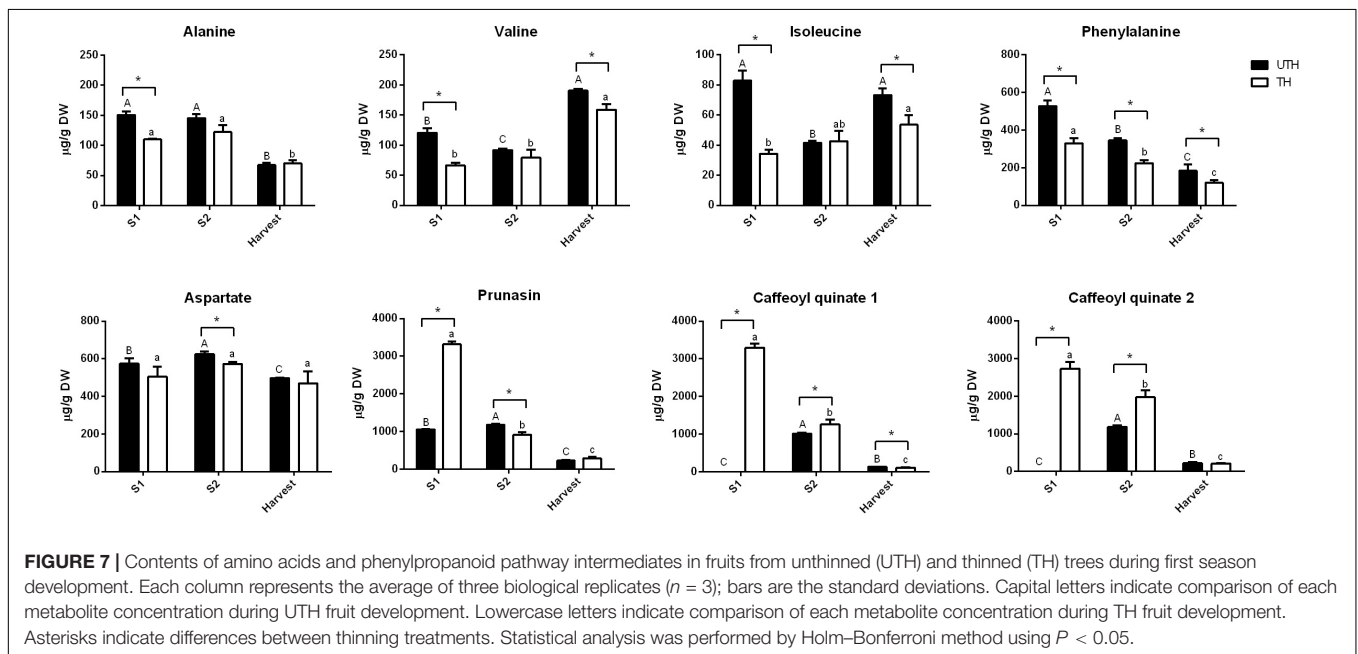 Alanine
Valine
Isoleucine
Phenylalanine
UTH
TH
µg/g DW
250
200
150
100
50
0
*
A
a
A
a
B
b
S1
S2
Harvest
250
200
150
100
50
0
*
B
b
C
b
*
A
a
S1
S2
Harvest
100
80
60
40
20
0
*
A
b
B
ab
*
A
a
S1
S2
Harvest
µg/g DW
800
600
400
200
0
*
A
a
*
B
b
*
C
c
S1
S2
Harvest
Aspartate
Prunasin
Caffeoyl quinate 1
Caffeoyl quinate 2
µg/g DW
800
600
400
200
0
B
a
*
A
a
C
a
S1
S2
Harvest
4000
3000
2000
1000
0
*
B
a
*
A
b
C
c
S1
S2
Harvest
µg/g DW
4000
3000
2000
1000
0
*
C
a
*
A
b
*
B
c
S1
S2
Harvest
µg/g DW
4000
3000
2000
1000
0
*
C
a
*
A
b
B
c
S1
S2
Harvest
FIGURE 7 | Contents of amino acids and phenylpropanoid pathway intermediates in fruits from unthinned (UTH) and thinned (TH) trees during first season
development. Each column represents the average of three biological replicates (n = 3); bars are the standard deviations. Capital letters indicate comparison of each
metabolite concentration during UTH fruit development. Lowercase letters indicate comparison of each metabolite concentration during TH fruit development.
Asterisks indicate differences between thinning treatments. Statistical analysis was performed by Holm–Bonferroni method using P < 0.05.